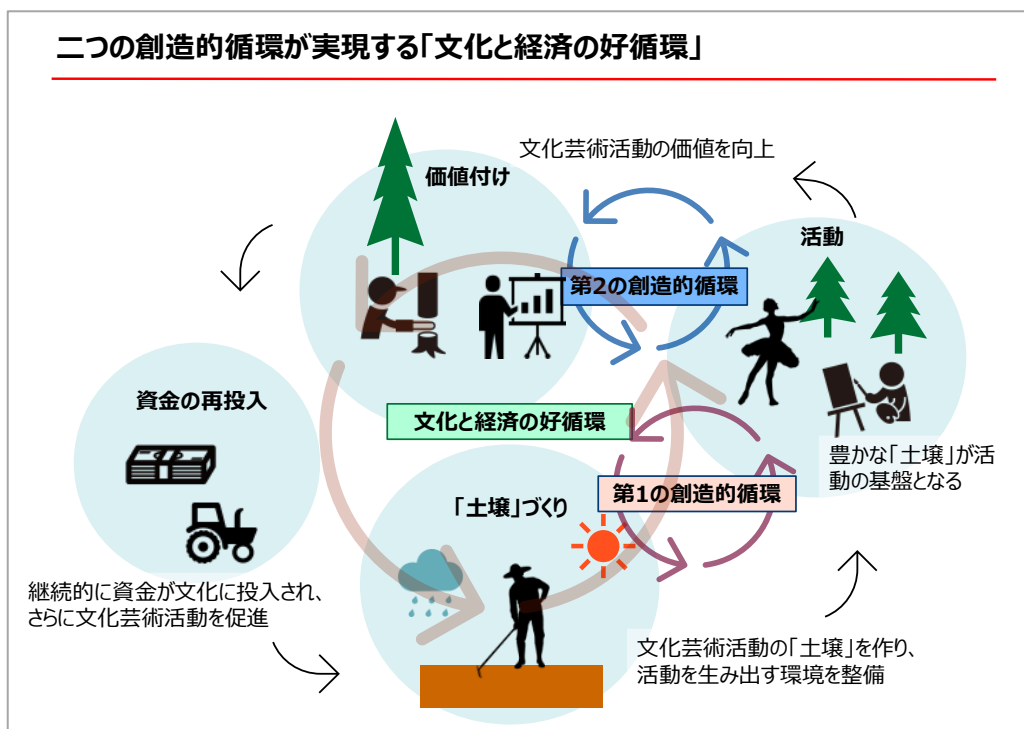 二つの創造的循環が実現する「文化と経済の好循環」
文化芸術活動の価値を向上
価値付け
活動
第2の創造的循環
資金の再投入
文化と経済の好循環
豊かな「土壌」が活
動の基盤となる
第1の創造的循環
「土壌」づくり
継続的に資金が文化に投入され、
さらに文化芸術活動を促進
文化芸術活動の「土壌」を作り、
活動を生み出す環境を整備